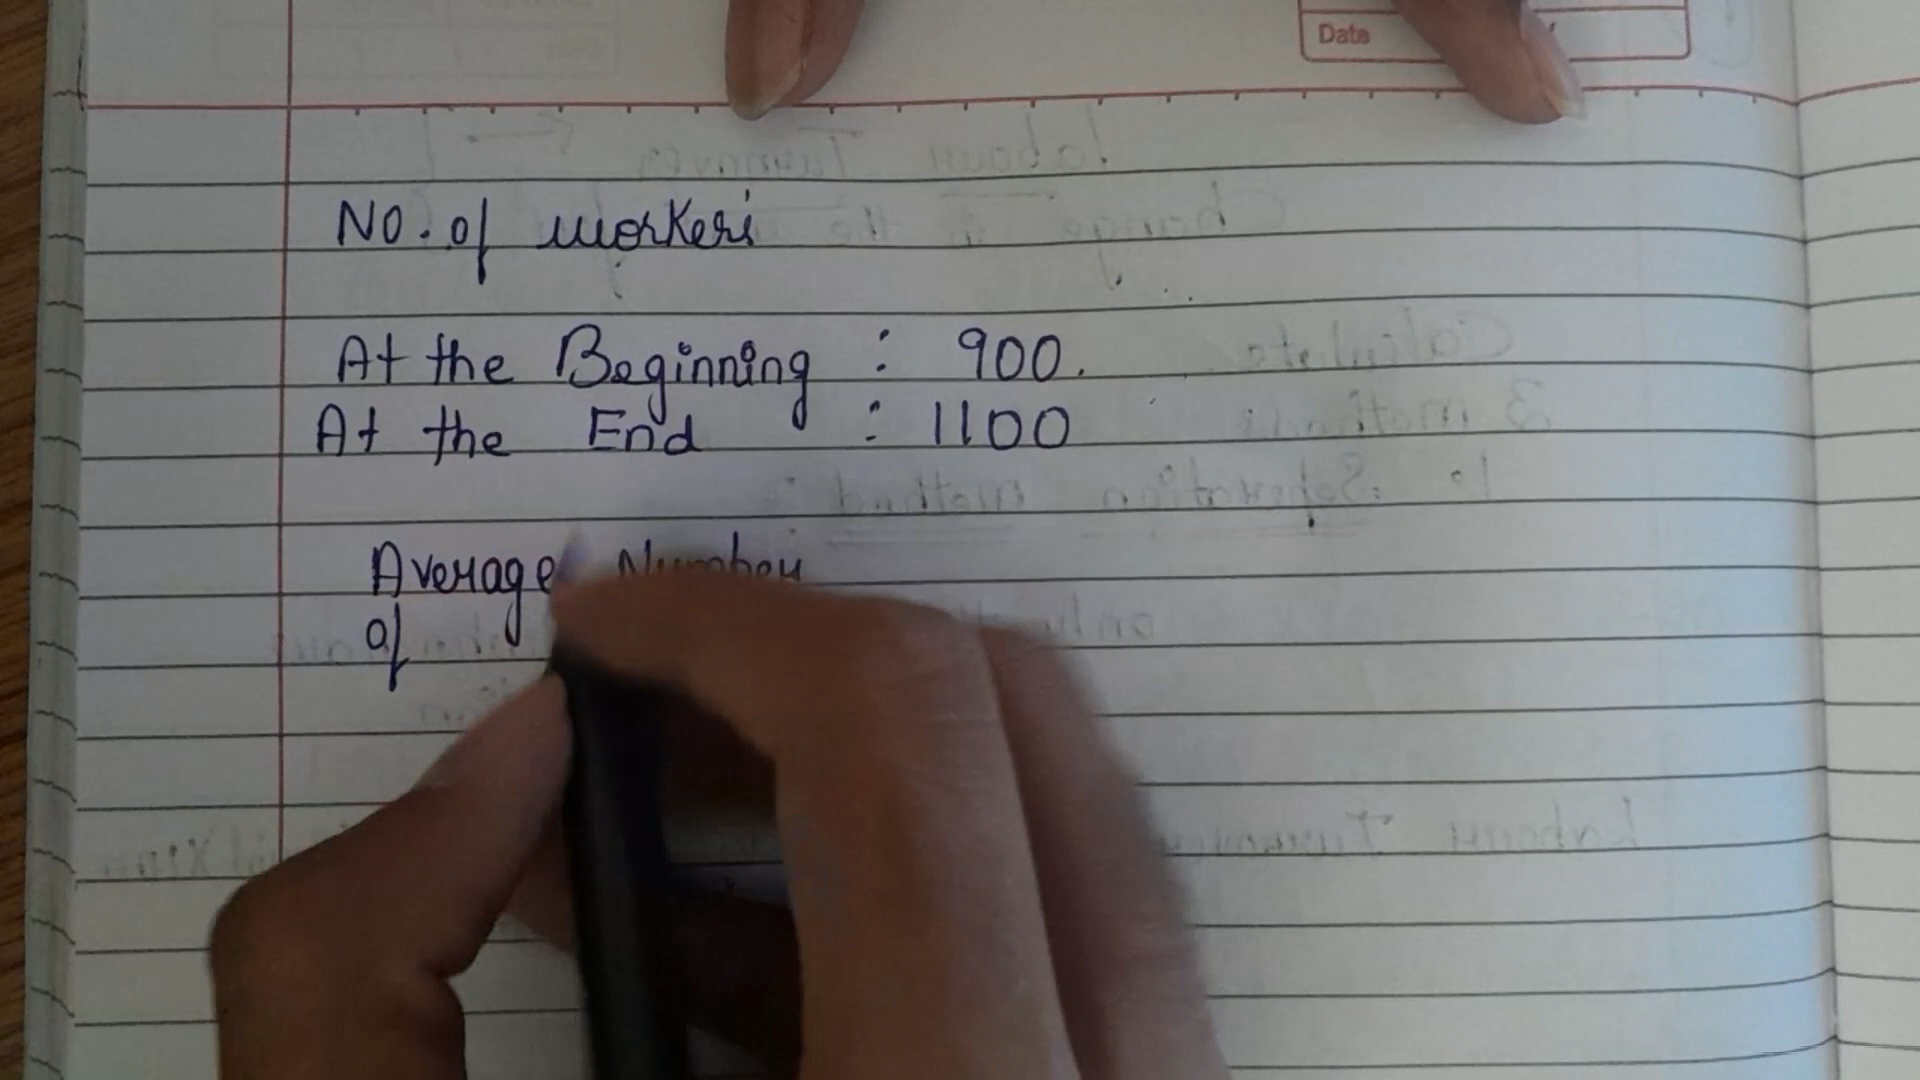 Date
No. of workers
At the Beginning : 900.
At the End : 1100
Average Number
of